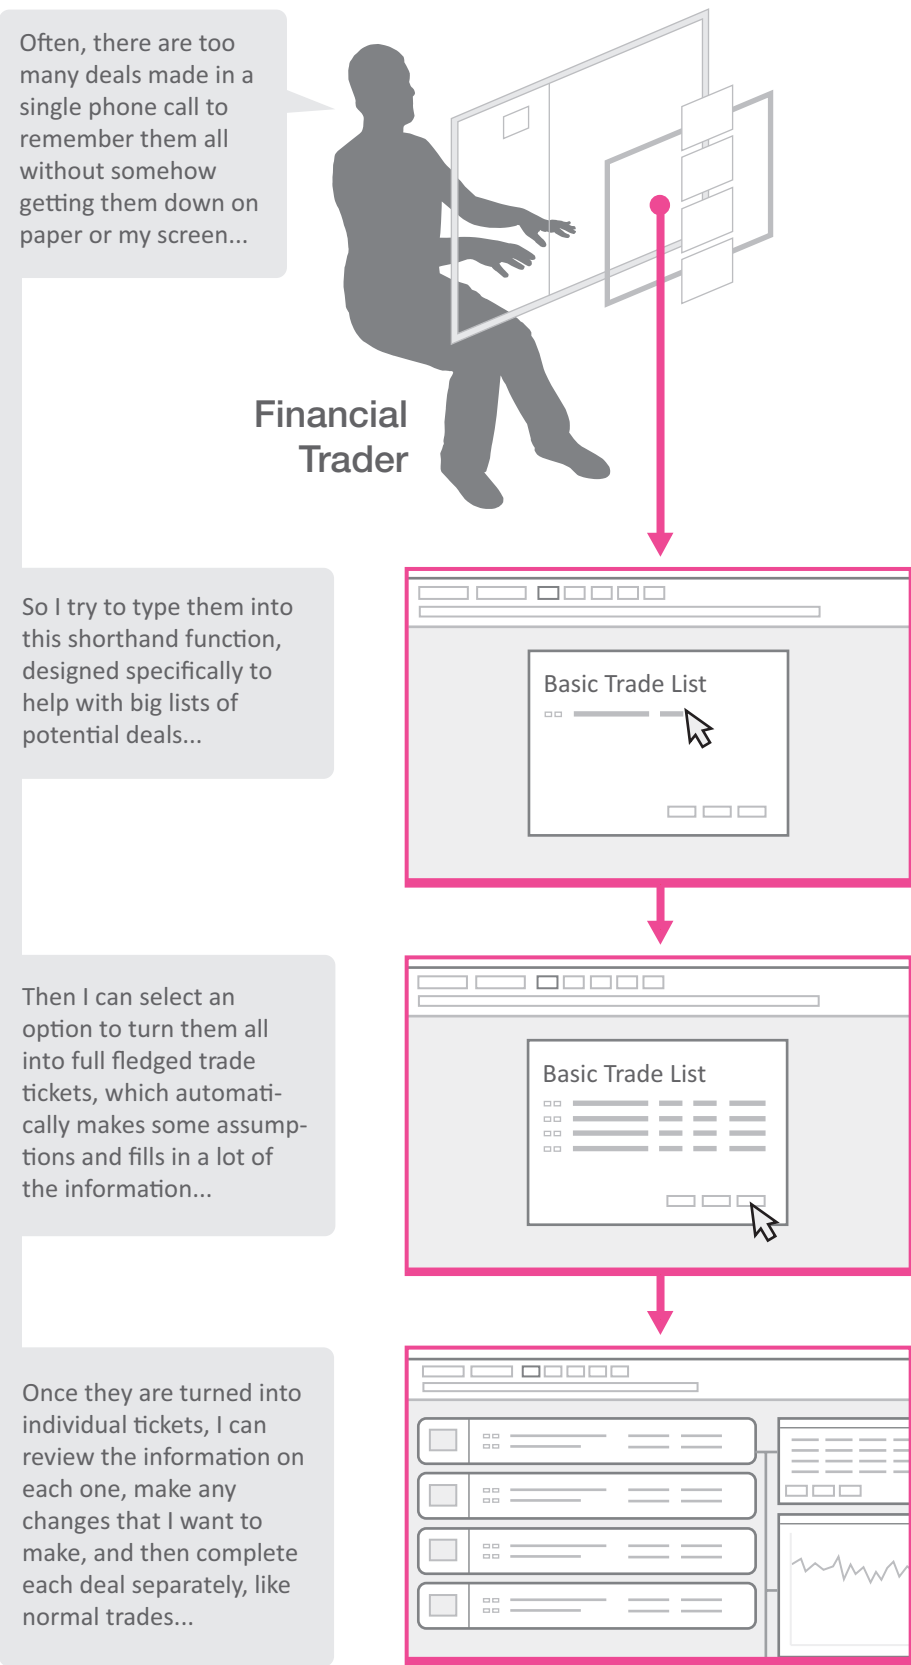 Often, there are too
many deals made in a
single phone call to
remember them all
without somehow
getting them down on
paper or my screen...
Financial
Trader
So I try to type them into
this shorthand function,
designed specifically to
help with big lists of
potential deals...
Basic Trade List
Then I can select an
option to turn them all
into full fledged trade
tickets, which automati-
cally makes some assump-
tions and fills in a lot of
the information...
Basic Trade List
Once they are turned into
individual tickets, I can
review the information on
each one, make any
changes that I want to
make, and then complete
each deal separately, like
normal trades...